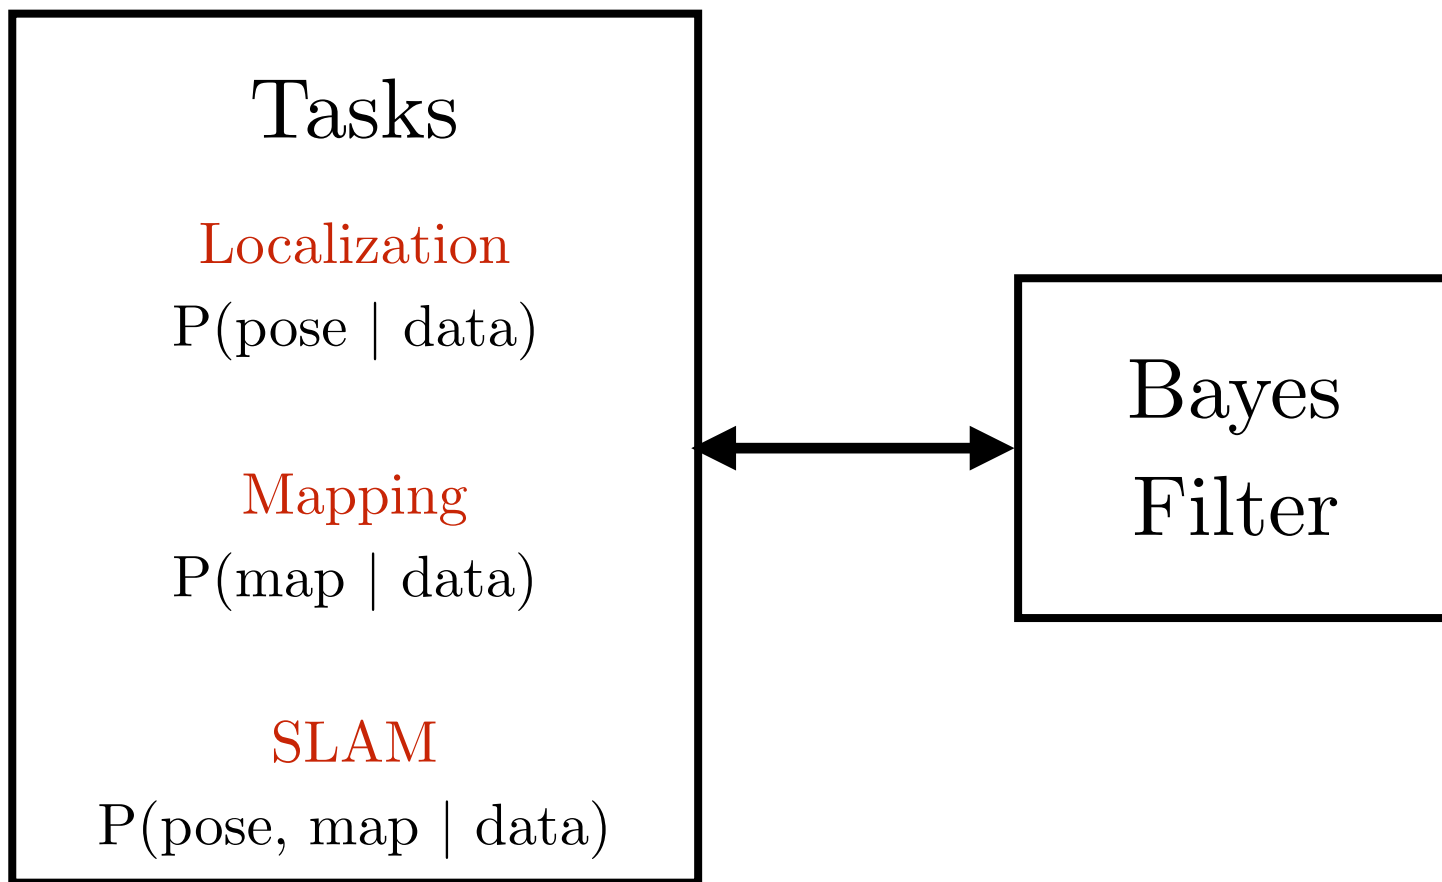 Tasks
Localization
P(pose | data)
Mapping
P(map | data)
SLAM
P(pose, map | data)
Bayes
Filter